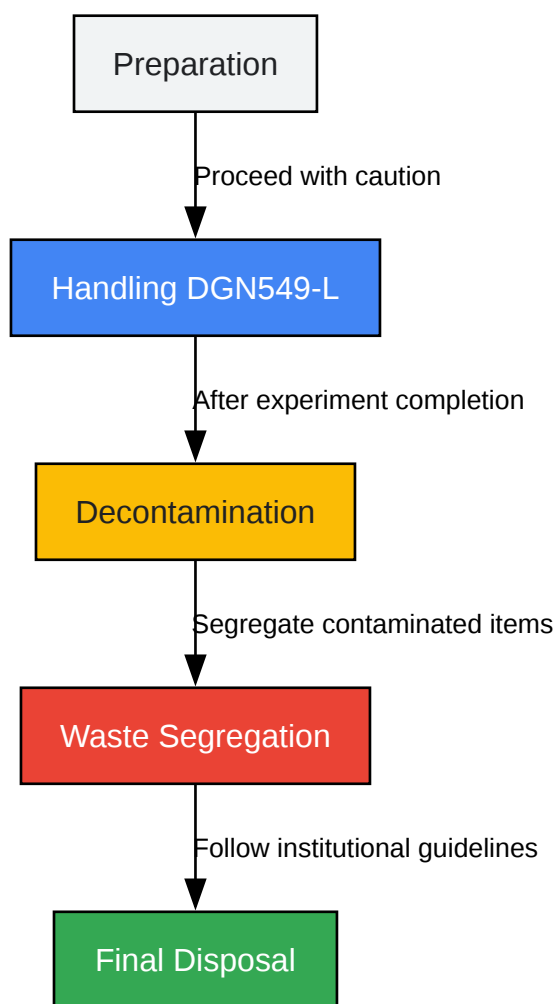 Preparation
Proceed with caution
Handling DGN549-L
After experiment completion
Decontamination
Segregate contaminated items
Waste Segregation
Follow institutional guidelines
Final Disposal